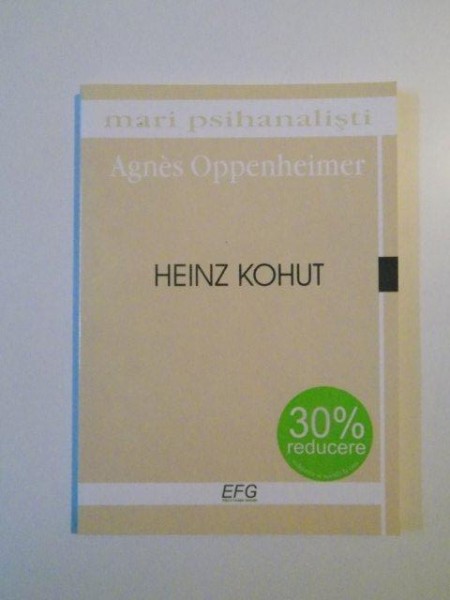 mari psihanaliști
Agnès Oppenheimer
HEINZ KOHUT
30%
reducere
EFG